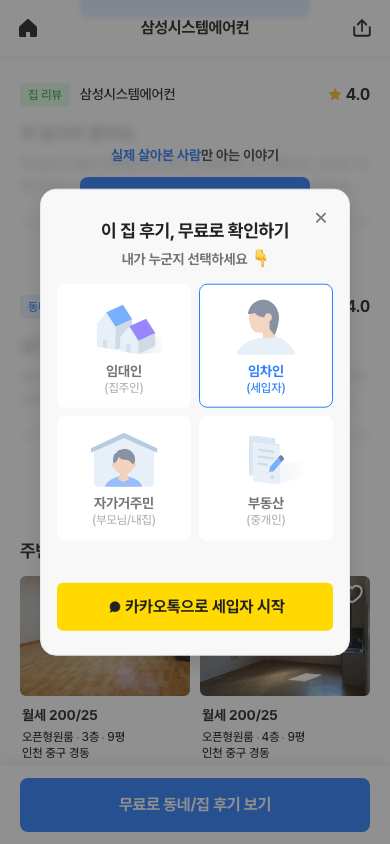 삼성시스템에어컨
집 리뷰
삼성시스템에어컨
4.0
실제 살아본 사람만 아는 이야기
이 집 후기, 무료로 확인하기
내가 누군지 선택하세요 👇
4.0
임대인
(집주인)
임차인
(세입자)
자가거주민
(부모님/내집)
부동산
(중개인)
카카오톡으로 세입자 시작
월세 200/25
오픈형원룸 · 3층 · 9평
인천 중구 경동
월세 200/25
오픈형원룸 · 4층 · 9평
인천 중구 경동
무료로 동네/집 후기 보기